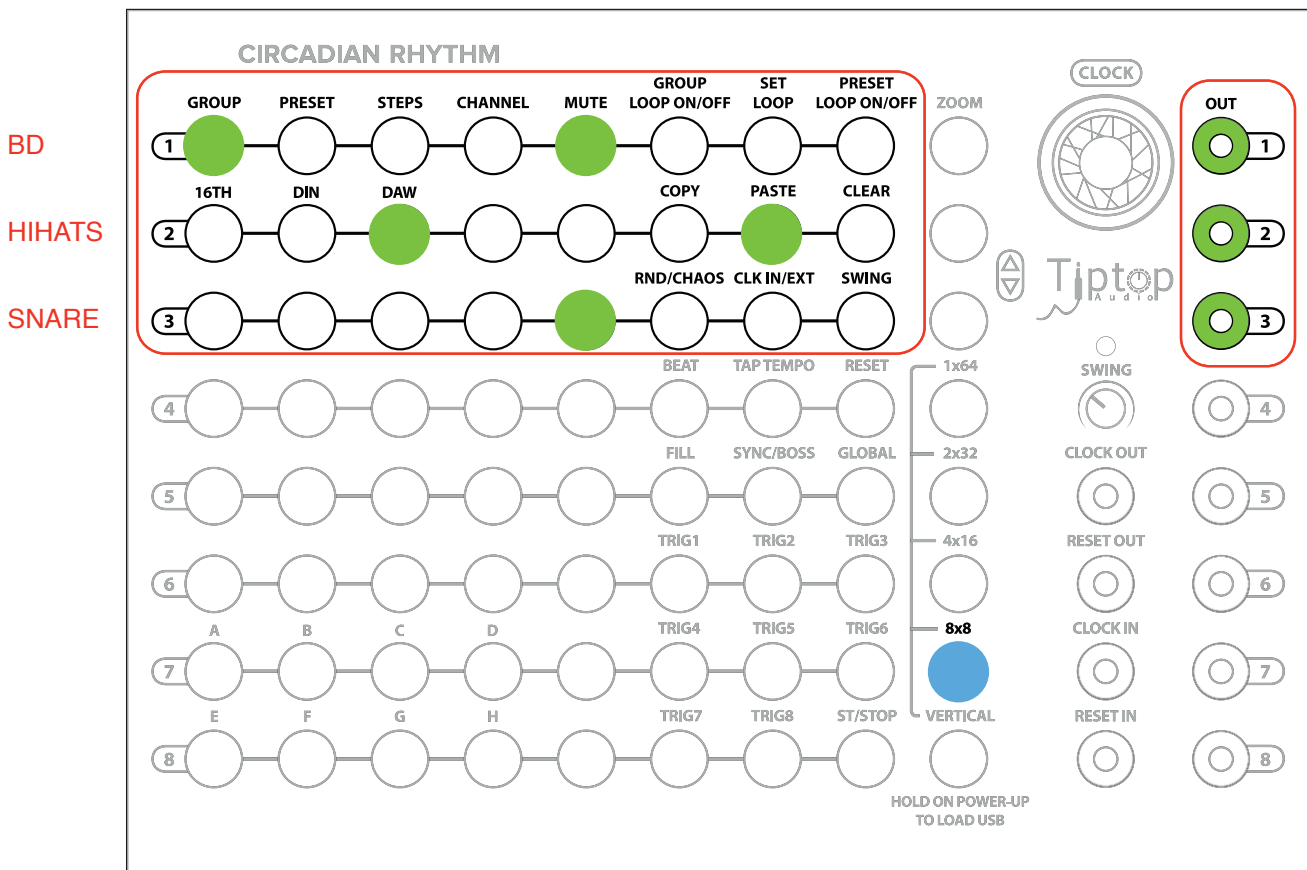 CIRCADIAN RHYTHM
CLOCK
GROUP PRESET STEPS CHANNEL MUTE GROUP LOOP ON/OFF SET LOOP PRESET LOOP ON/OFF ZOOM OUT
BD 1 1
16TH DIN DAW COPY PASTE CLEAR
HIHATS 2 2
RND/CHAOS CLK IN/EXT SWING
Tiptop
Audio
SNARE 3 3
BEAT TAP TEMPO RESET 1x64 SWING
4 4
FILL SYNC/BOSS GLOBAL 2x32 CLOCK OUT
5 5
TRIG1 TRIG2 TRIG3 4x16 RESET OUT
6 6
A B C D TRIG4 TRIG5 TRIG6 8x8 CLOCK IN
7 7
E F G H TRIG7 TRIG8 ST/STOP VERTICAL RESET IN
8 8
HOLD ON POWER-UP
TO LOAD USB